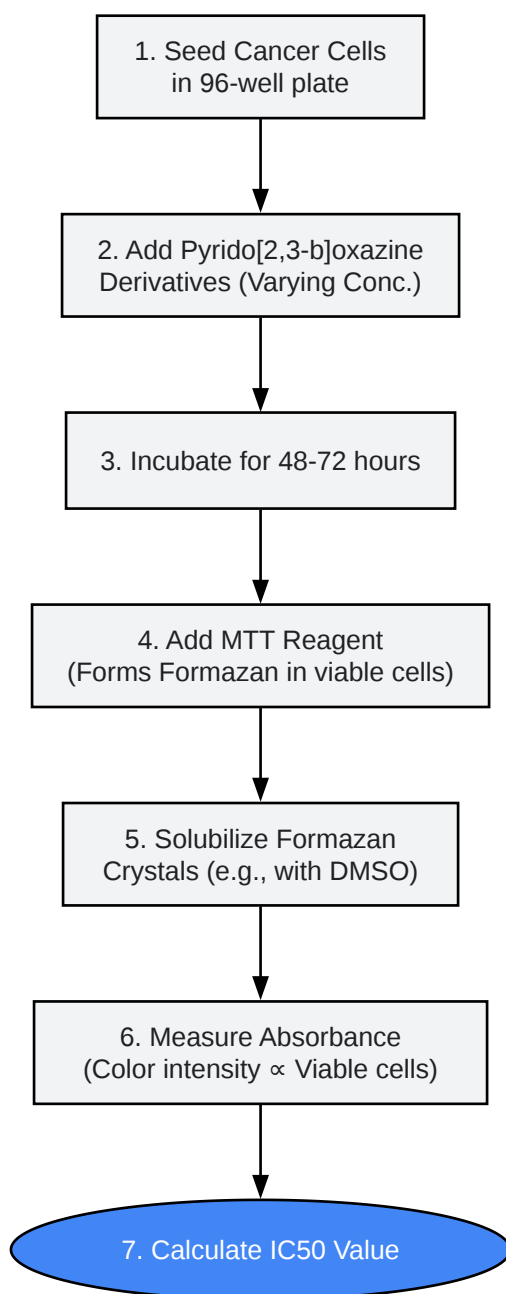 1. Seed Cancer Cells
in 96-well plate
2. Add Pyrido[2,3-b]oxazine
Derivatives (Varying Conc.)
3. Incubate for 48-72 hours
4. Add MTT Reagent
(Forms Formazan in viable cells)
5. Solubilize Formazan
Crystals (e.g., with DMSO)
6. Measure Absorbance
(Color intensity ∝ Viable cells)
7. Calculate IC50 Value